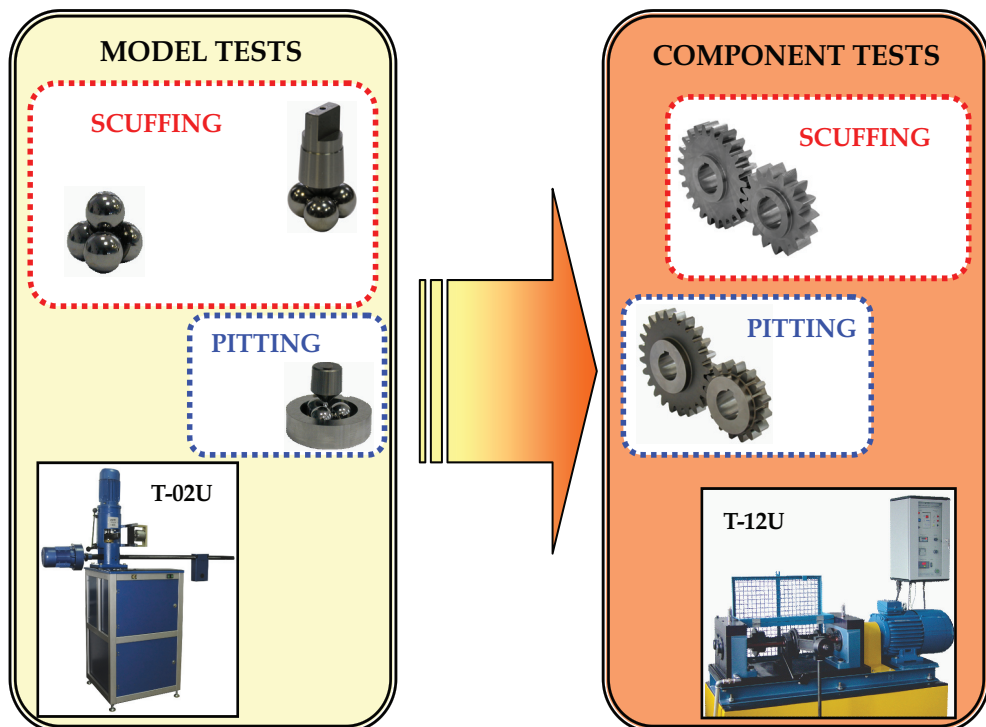 MODEL TESTS
SCUFFING
PITTING
T-02U
COMPONENT TESTS
SCUFFING
PITTING
T-12U